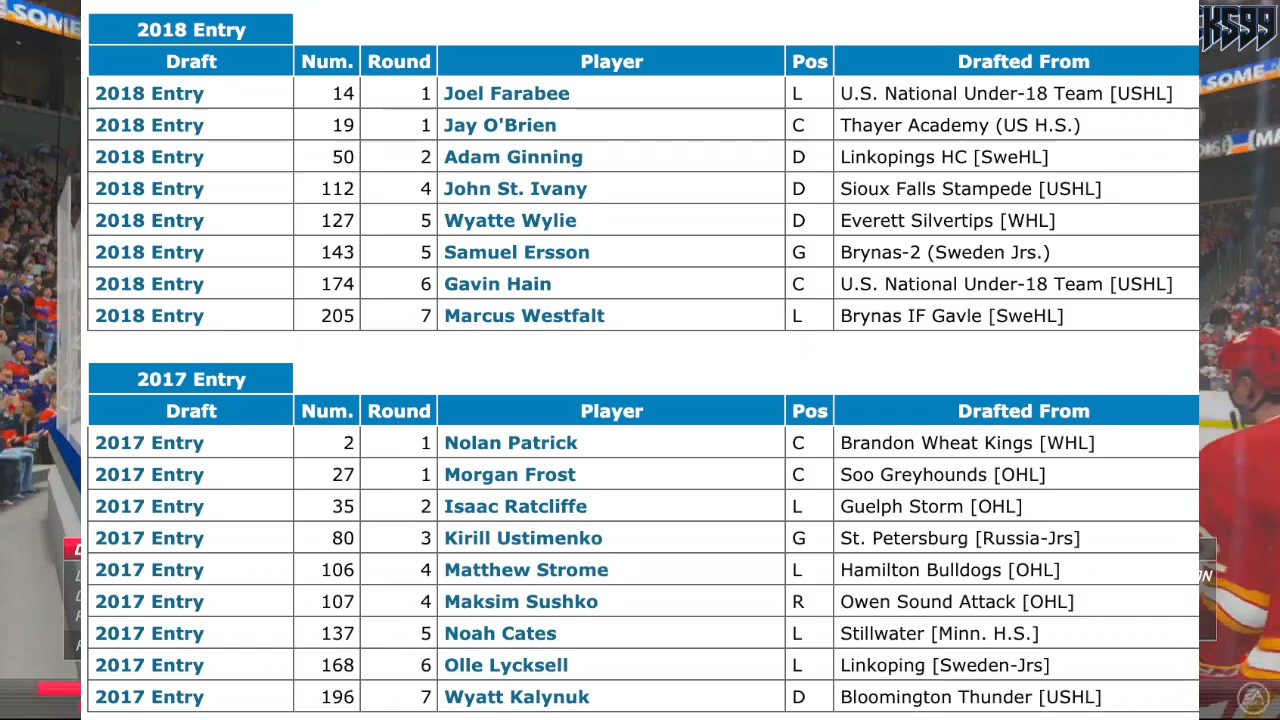 2018 Entry
Draft Num. Round Player Pos Drafted From
2018 Entry 14 1 Joel Farabee L U.S. National Under-18 Team [USHL]
2018 Entry 19 1 Jay O'Brien C Thayer Academy (US H.S.)
2018 Entry 50 2 Adam Ginning D Linkopings HC [SweHL]
2018 Entry 112 4 John St. Ivany D Sioux Falls Stampede [USHL]
2018 Entry 127 5 Wyatte Wylie D Everett Silvertips [WHL]
2018 Entry 143 5 Samuel Ersson G Brynas-2 (Sweden Jrs.)
2018 Entry 174 6 Gavin Hain C U.S. National Under-18 Team [USHL]
2018 Entry 205 7 Marcus Westfalt L Brynas IF Gavle [SweHL]
2017 Entry
Draft Num. Round Player Pos Drafted From
2017 Entry 2 1 Nolan Patrick C Brandon Wheat Kings [WHL]
2017 Entry 27 1 Morgan Frost C Soo Greyhounds [OHL]
2017 Entry 35 2 Isaac Ratcliffe L Guelph Storm [OHL]
2017 Entry 80 3 Kirill Ustimenko G St. Petersburg [Russia-Jrs]
2017 Entry 106 4 Matthew Strome L Hamilton Bulldogs [OHL]
2017 Entry 107 4 Maksim Sushko R Owen Sound Attack [OHL]
2017 Entry 137 5 Noah Cates L Stillwater [Minn. H.S.]
2017 Entry 168 6 Olle Lycksell L Linkoping [Sweden-Jrs]
2017 Entry 196 7 Wyatt Kalynuk D Bloomington Thunder [USHL]
SOME
KS99
SOME
EA